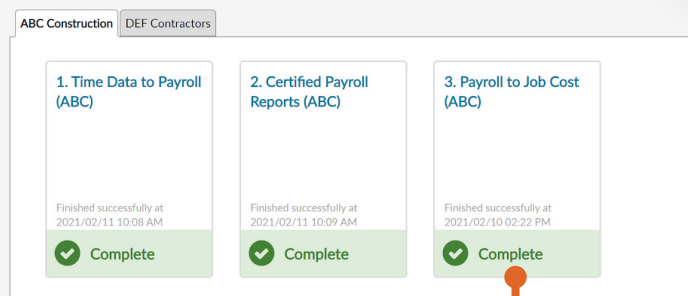 ABC Construction
DEF Contractors
1. Time Data to Payroll
(ABC)
Finished successfully at
2021/02/11 10:08 AM
Complete
2. Certified Payroll
Reports (ABC)
Finished successfully at
2021/02/11 10:09 AM
Complete
3. Payroll to Job Cost
(ABC)
Finished successfully at
2021/02/10 02:22 PM
Complete